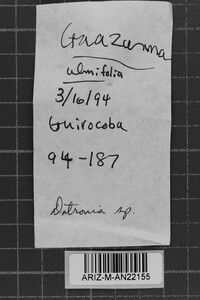 Guazuma
ulmifolia
3/16/94
Guirocoba
94-187
Datronia sp.
ARIZ-M-AN22155